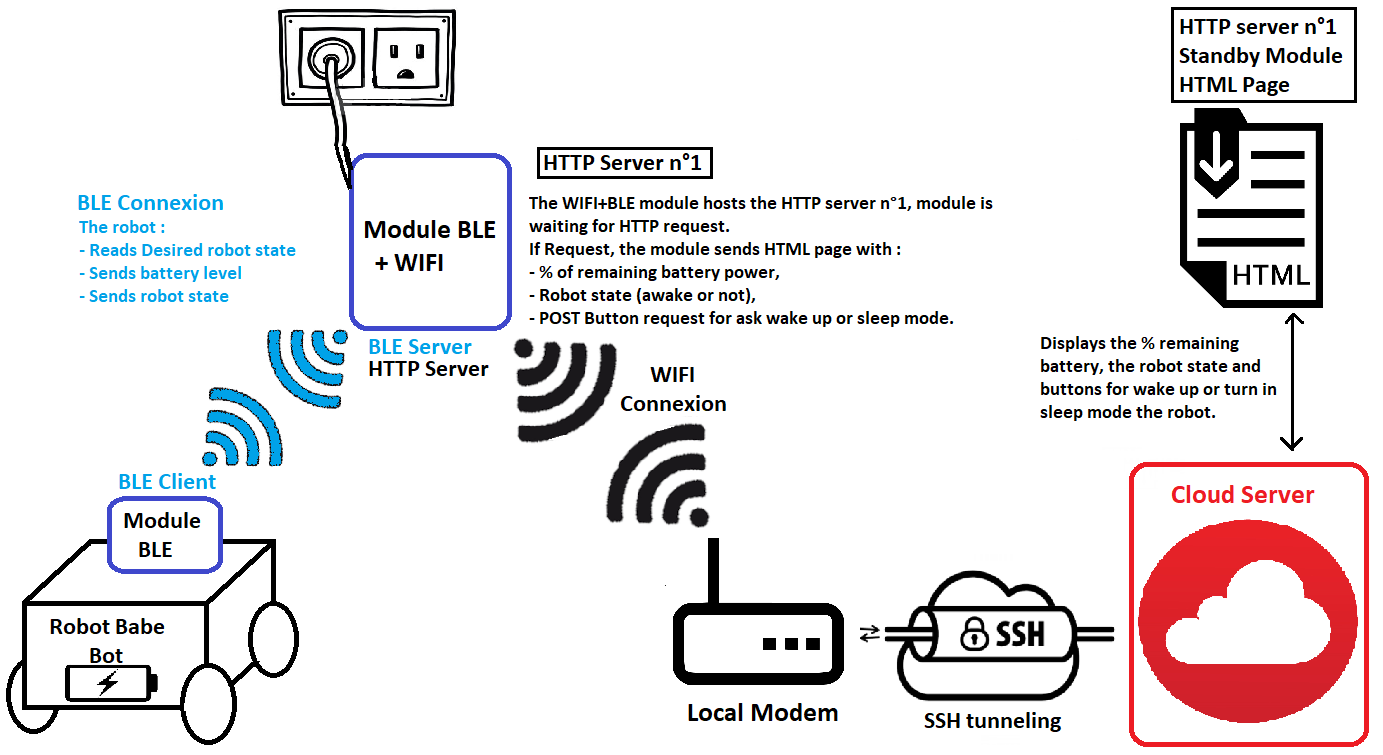 HTTP server n°1
Standby Module
HTML Page
HTTP Server n°1
BLE Connexion
The robot :
- Reads Desired robot state
- Sends battery level
- Sends robot state
Module BLE
+ WIFI
The WIFI+BLE module hosts the HTTP server n°1, module is
waiting for HTTP request.
If Request, the module sends HTML page with :
- % of remaining battery power,
- Robot state (awake or not),
- POST Button request for ask wake up or sleep mode.
HTML
BLE Server
HTTP Server
WIFI
Connexion
Displays the % remaining
battery, the robot state and
buttons for wake up or turn in
sleep mode the robot.
BLE Client
Module
BLE
Cloud Server
Robot Babe
Bot
SSH
Local Modem
SSH tunneling